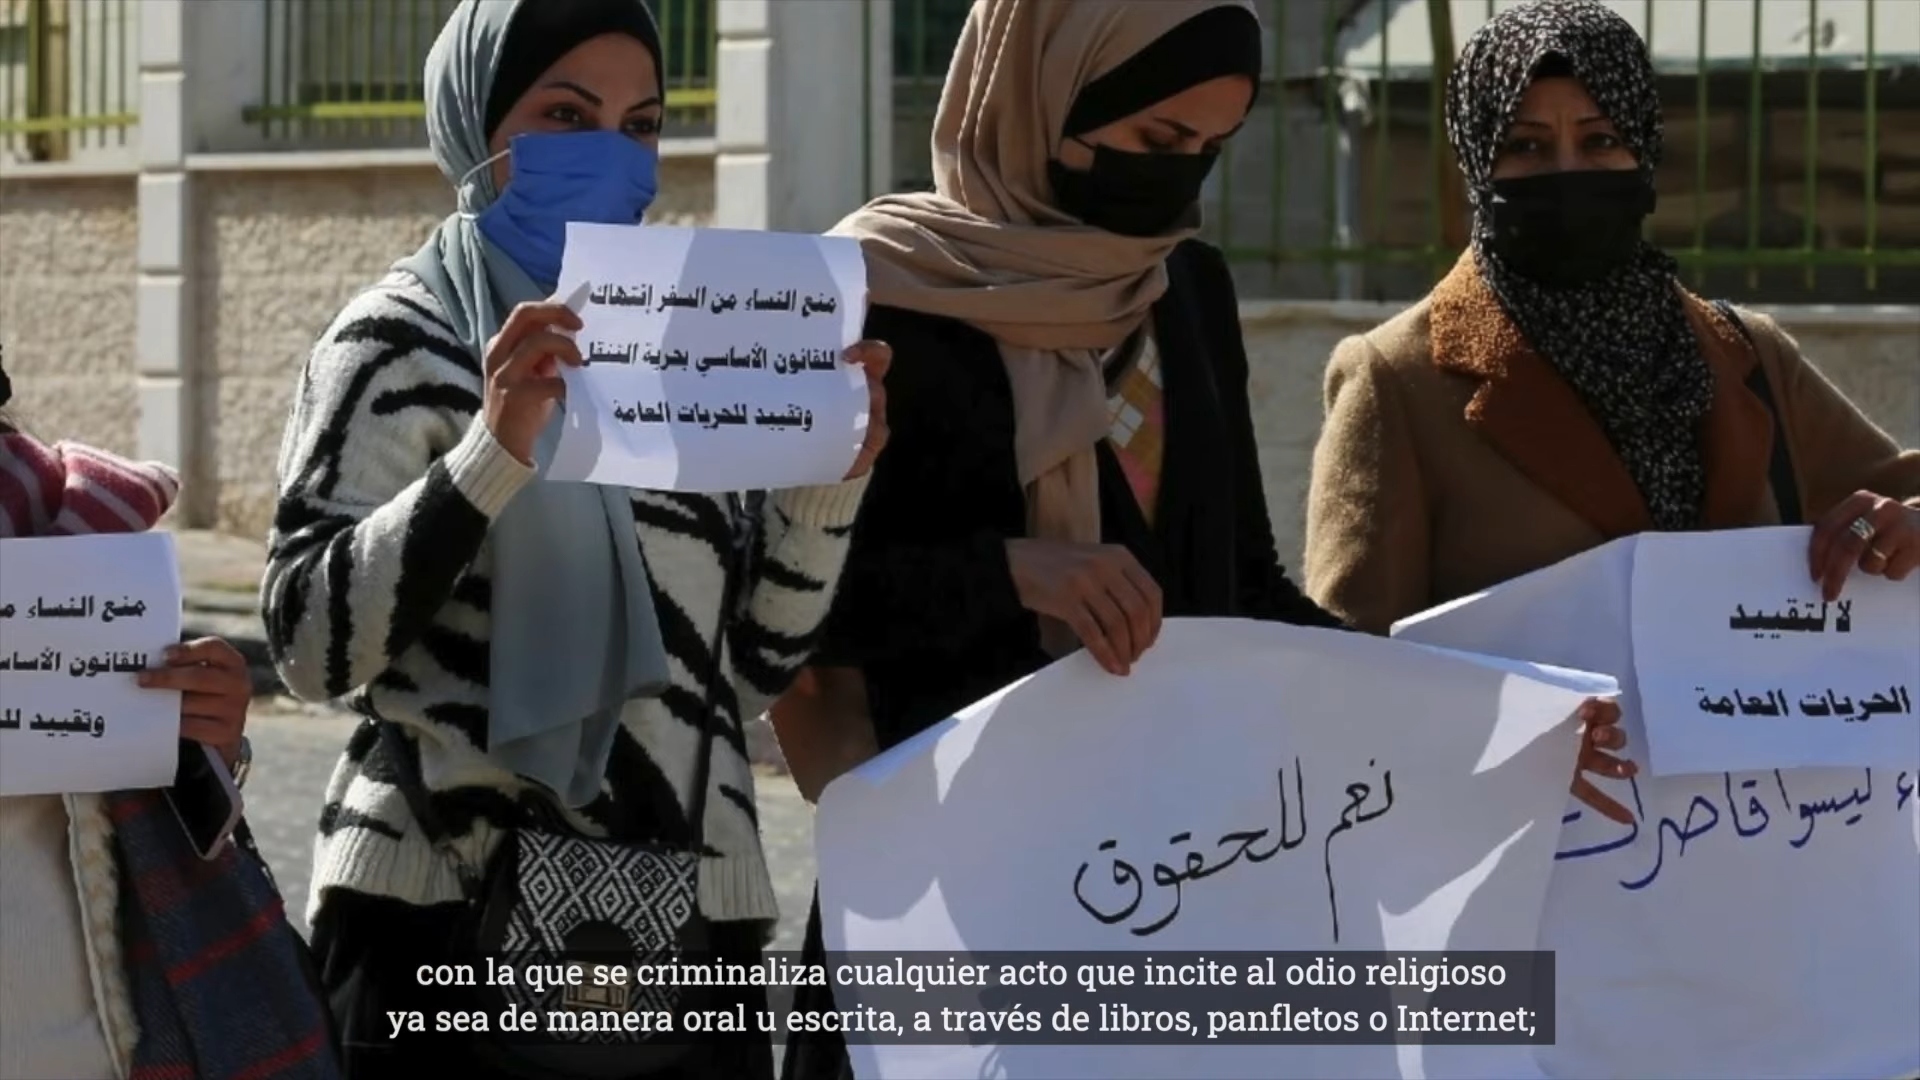 منع النساء من السفر إنتهاك
للقانون الأساسي بحرية التنقل
وتقييد للحريات العامة
منع النساء
للقانون
وتقييد
لا لتقييد
الحريات العامة
نعم للحقوق
ليسوا قاصرات
con la que se criminaliza cualquier acto que incite al odio religioso
ya sea de manera oral u escrita, a través de libros, panfletos o Internet;